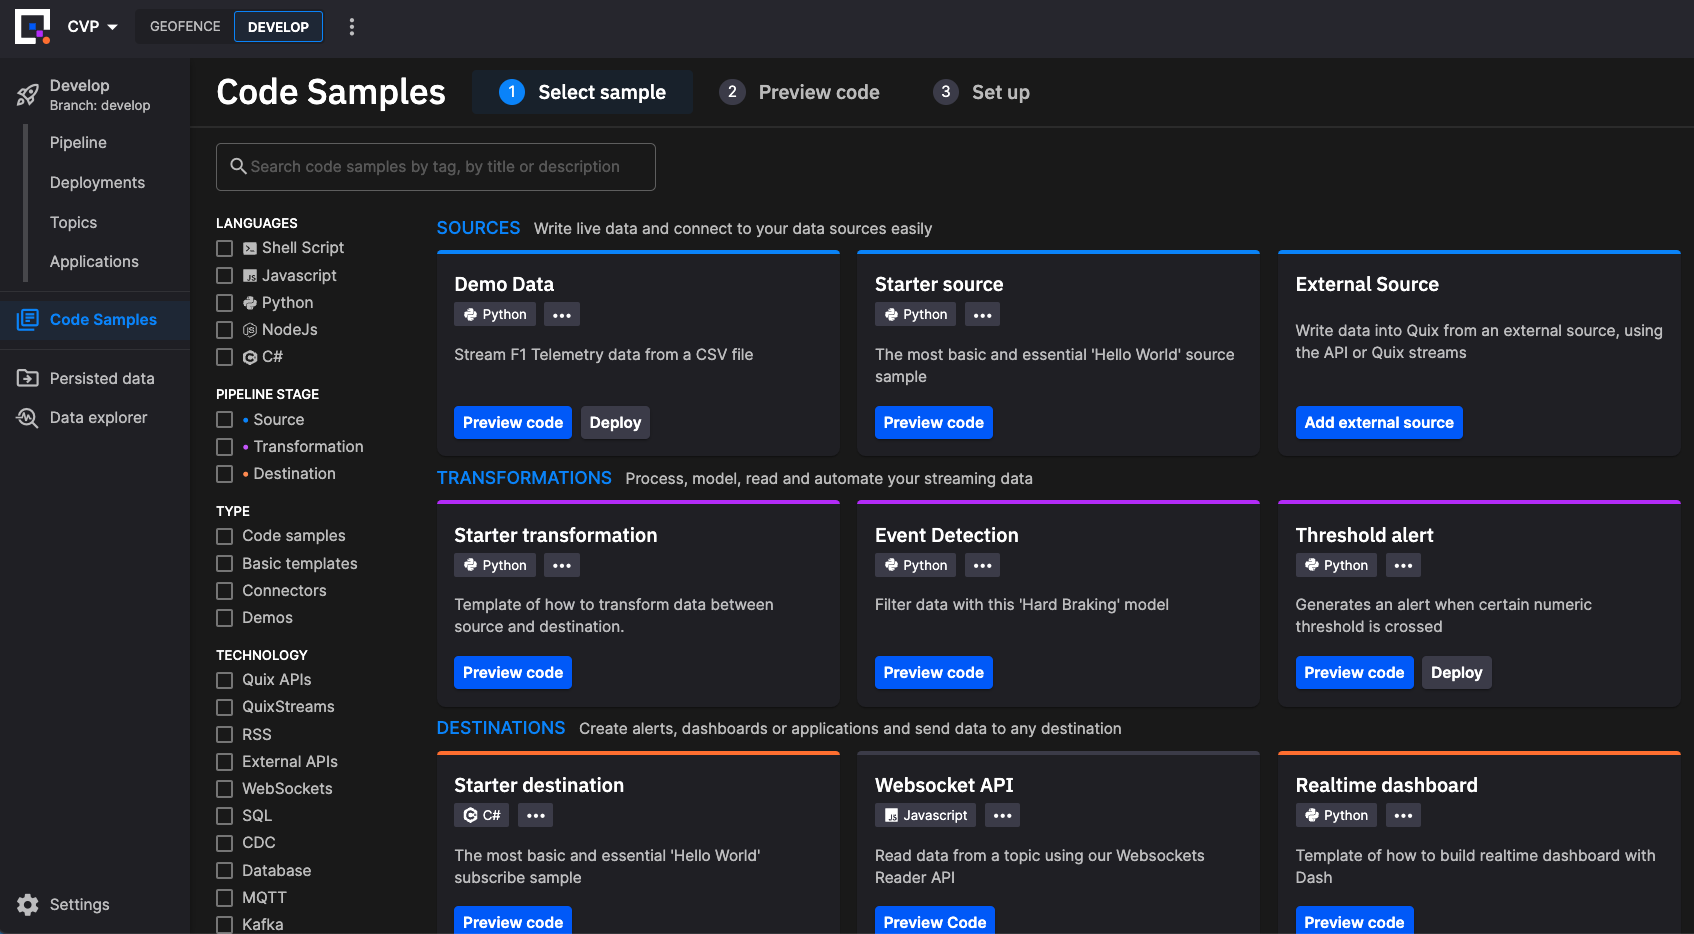 CVP
GEOFENCE
DEVELOP
Develop
Branch: develop
Pipeline
Deployments
Topics
Applications
Code Samples
Persisted data
Data explorer
Settings
Code Samples
1 Select sample
2 Preview code
3 Set up
Search code samples by tag, by title or description
LANGUAGES
Shell Script
Javascript
Python
NodeJs
C#
PIPELINE STAGE
Source
Transformation
Destination
TYPE
Code samples
Basic templates
Connectors
Demos
TECHNOLOGY
Quix APIs
QuixStreams
RSS
External APIs
WebSockets
SQL
CDC
Database
MQTT
Kafka
SOURCES Write live data and connect to your data sources easily
Demo Data
Python
Stream F1 Telemetry data from a CSV file
Preview code Deploy
Starter source
Python
The most basic and essential 'Hello World' source
sample
Preview code
External Source
Write data into Quix from an external source, using
the API or Quix streams
Add external source
TRANSFORMATIONS Process, model, read and automate your streaming data
Starter transformation
Python
Template of how to transform data between
source and destination.
Preview code
Event Detection
Python
Filter data with this 'Hard Braking' model
Preview code
Threshold alert
Python
Generates an alert when certain numeric
threshold is crossed
Preview code Deploy
DESTINATIONS Create alerts, dashboards or applications and send data to any destination
Starter destination
C#
The most basic and essential 'Hello World'
subscribe sample
Preview code
Websocket API
Javascript
Read data from a topic using our Websockets
Reader API
Preview Code
Realtime dashboard
Python
Template of how to build realtime dashboard with
Dash
Preview code